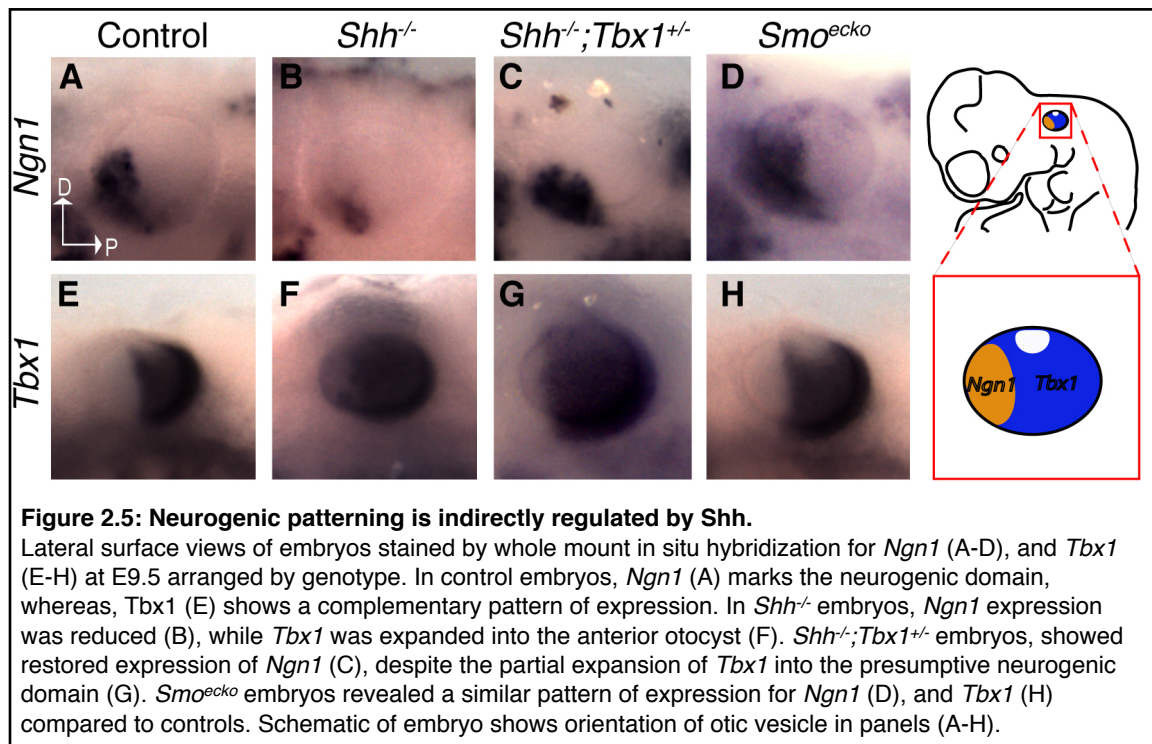 Control Shh-/- Shh-/-;Tbx1+/- Smoecko
A B C D
Ngn1
D
P
E F G H
Tbx1
Ngn1 Tbx1
Figure 2.5: Neurogenic patterning is indirectly regulated by Shh.
Lateral surface views of embryos stained by whole mount in situ hybridization for Ngn1 (A-D), and Tbx1
(E-H) at E9.5 arranged by genotype. In control embryos, Ngn1 (A) marks the neurogenic domain,
whereas, Tbx1 (E) shows a complementary pattern of expression. In Shh-/- embryos, Ngn1 expression
was reduced (B), while Tbx1 was expanded into the anterior otocyst (F). Shh-/-;Tbx1+/- embryos, showed
restored expression of Ngn1 (C), despite the partial expansion of Tbx1 into the presumptive neurogenic
domain (G). Smoecko embryos revealed a similar pattern of expression for Ngn1 (D), and Tbx1 (H)
compared to controls. Schematic of embryo shows orientation of otic vesicle in panels (A-H).